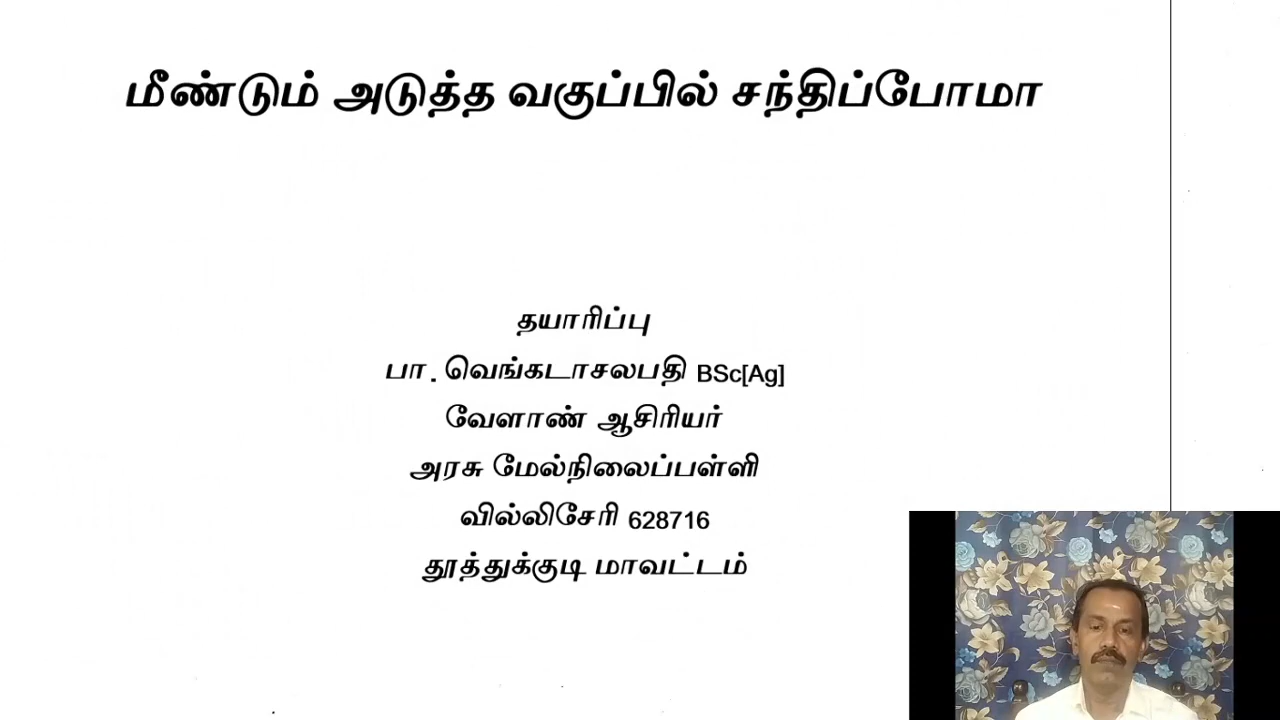 மீண்டும் அடுத்த வகுப்பில் சந்திப்போமா
தயாரிப்பு
பா. வெங்கடாசலபதி BSc[Ag]
வேளாண் ஆசிரியர்
அரசு மேல்நிலைப்பள்ளி
வில்லிசேரி 628716
தூத்துக்குடி மாவட்டம்